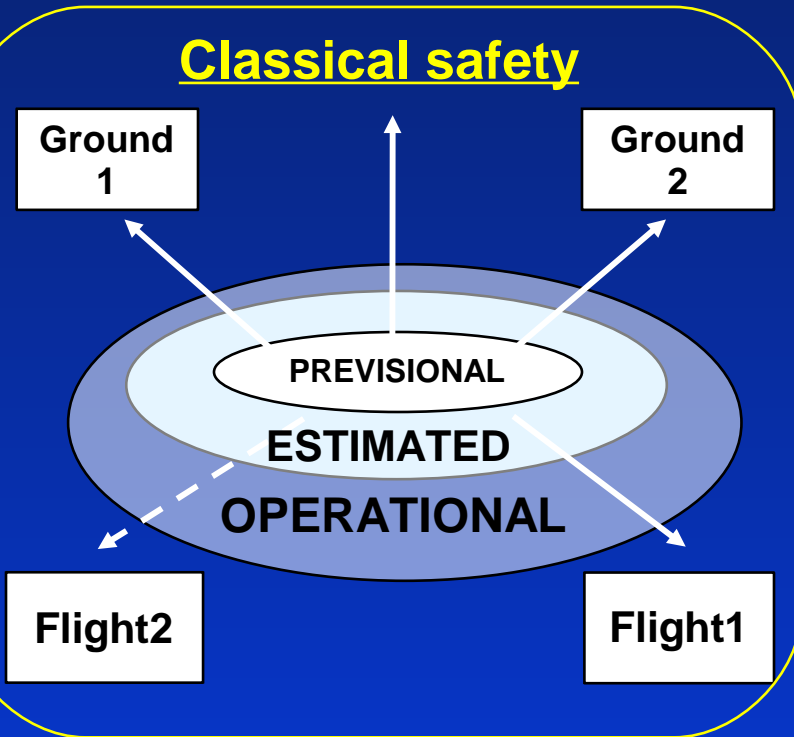 Classical safety
Ground
1
Ground
2
PREVISIONAL
ESTIMATED
OPERATIONAL
Flight2
Flight1